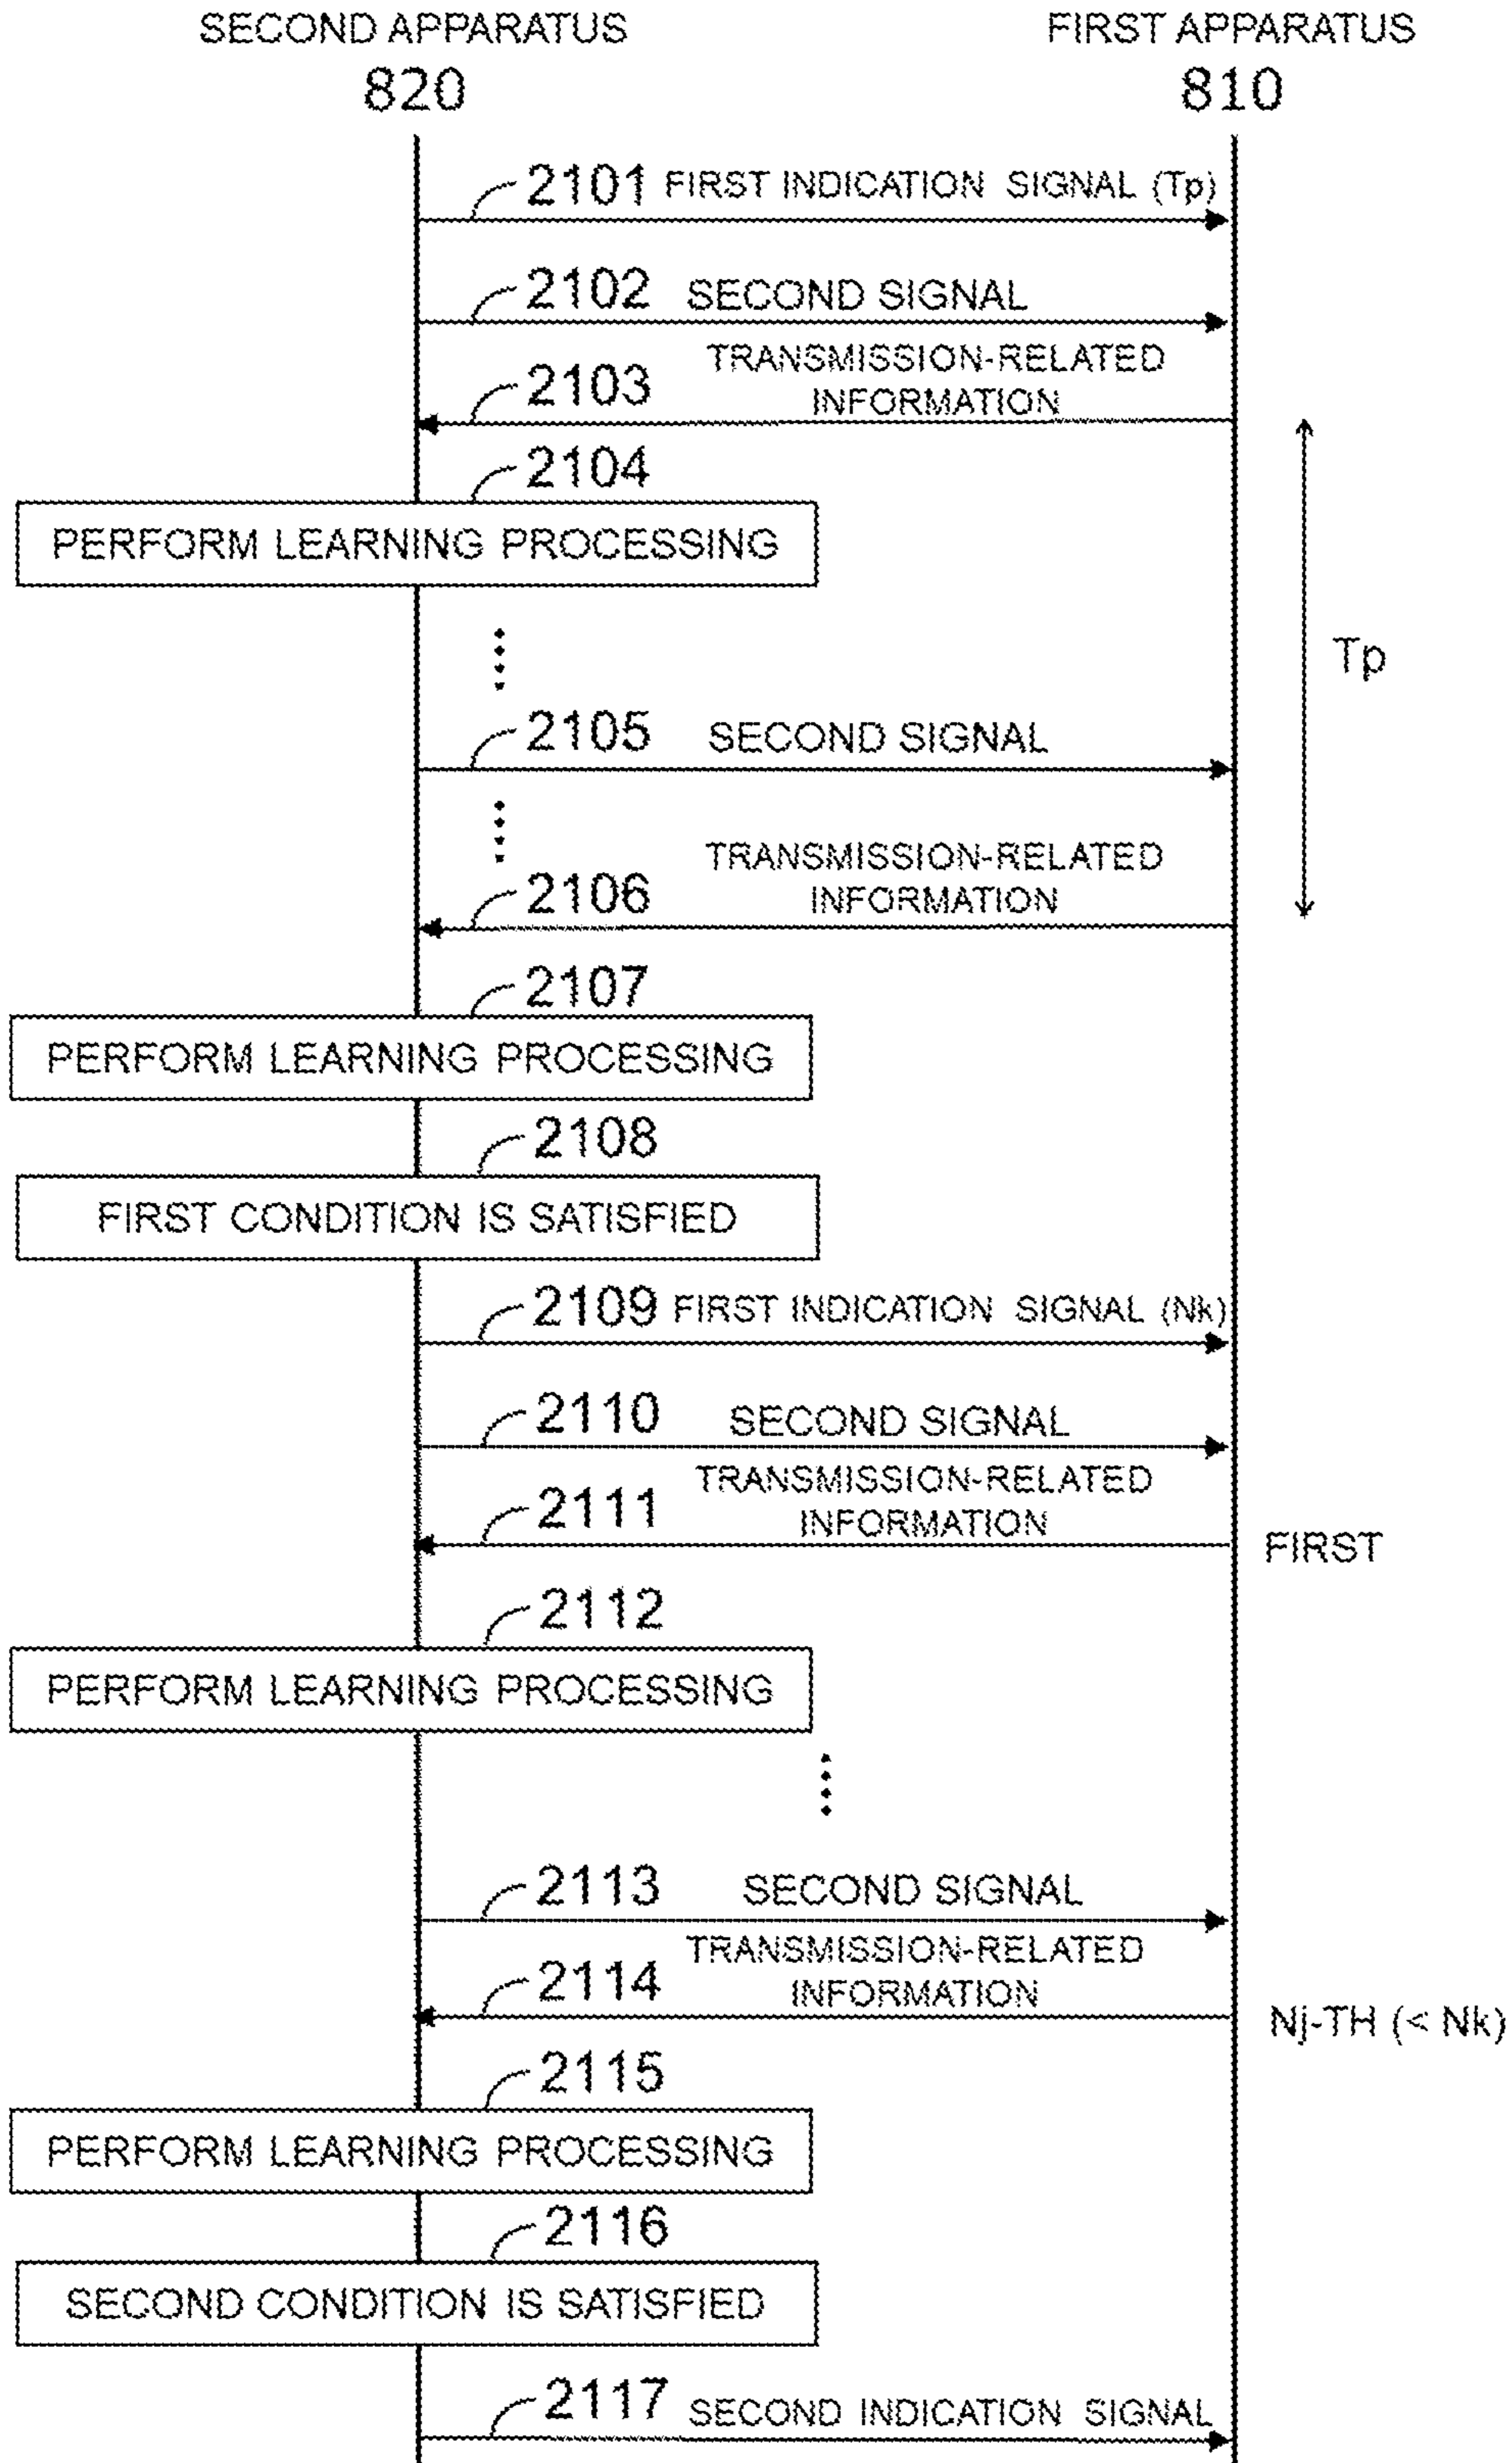 SECOND APPARATUS
820
FIRST APPARATUS
810
2101 FIRST INDICATION SIGNAL (Tp)
2102 SECOND SIGNAL
TRANSMISSION-RELATED
2103 INFORMATION
2104
PERFORM LEARNING PROCESSING
Tp
2105 SECOND SIGNAL
TRANSMISSION-RELATED
2106 INFORMATION
2107
PERFORM LEARNING PROCESSING
2108
FIRST CONDITION IS SATISFIED
2109 FIRST INDICATION SIGNAL (Nk)
2110 SECOND SIGNAL
TRANSMISSION-RELATED
2111 INFORMATION
FIRST
2112
PERFORM LEARNING PROCESSING
2113 SECOND SIGNAL
TRANSMISSION-RELATED
2114 INFORMATION
Nj-TH (< Nk)
2115
PERFORM LEARNING PROCESSING
2116
SECOND CONDITION IS SATISFIED
2117 SECOND INDICATION SIGNAL